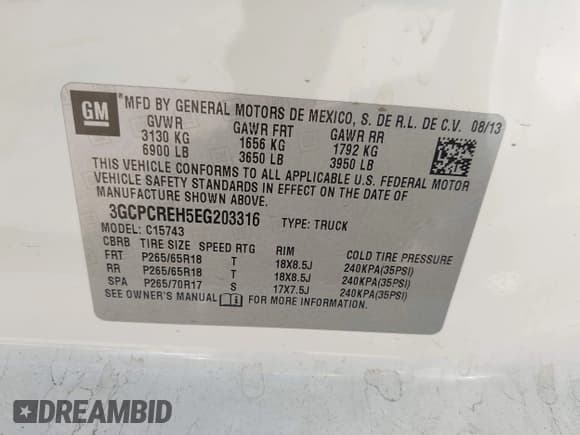 GM
*MFD BY GENERAL MOTORS DE MEXICO, S. DE R.L. DE C.V. 08/13
GVWR GAWR FRT GAWR RR
3130 KG 1656 KG 1792 KG
6900 LB 3650 LB 3950 LB
THIS VEHICLE CONFORMS TO ALL APPLICABLE U.S. FEDERAL MOTOR
VEHICLE SAFETY STANDARDS IN EFFECT ON THE DATE OF
MANUFACTURE SHOWN ABOVE.
3GCPCREH5EG203316 TYPE: TRUCK
MODEL: C15743
CBRB TIRE SIZE SPEED RTG RIM COLD TIRE PRESSURE
FRT P265/65R18 T 18X8.5J 240KPA(35PSI)
RR P265/65R18 T 18X8.5J 240KPA(35PSI)
SPA P265/70R17 S 17X7.5J 240KPA(35PSI)
SEE OWNER'S MANUAL FOR MORE INFORMATION.
DREAMBID